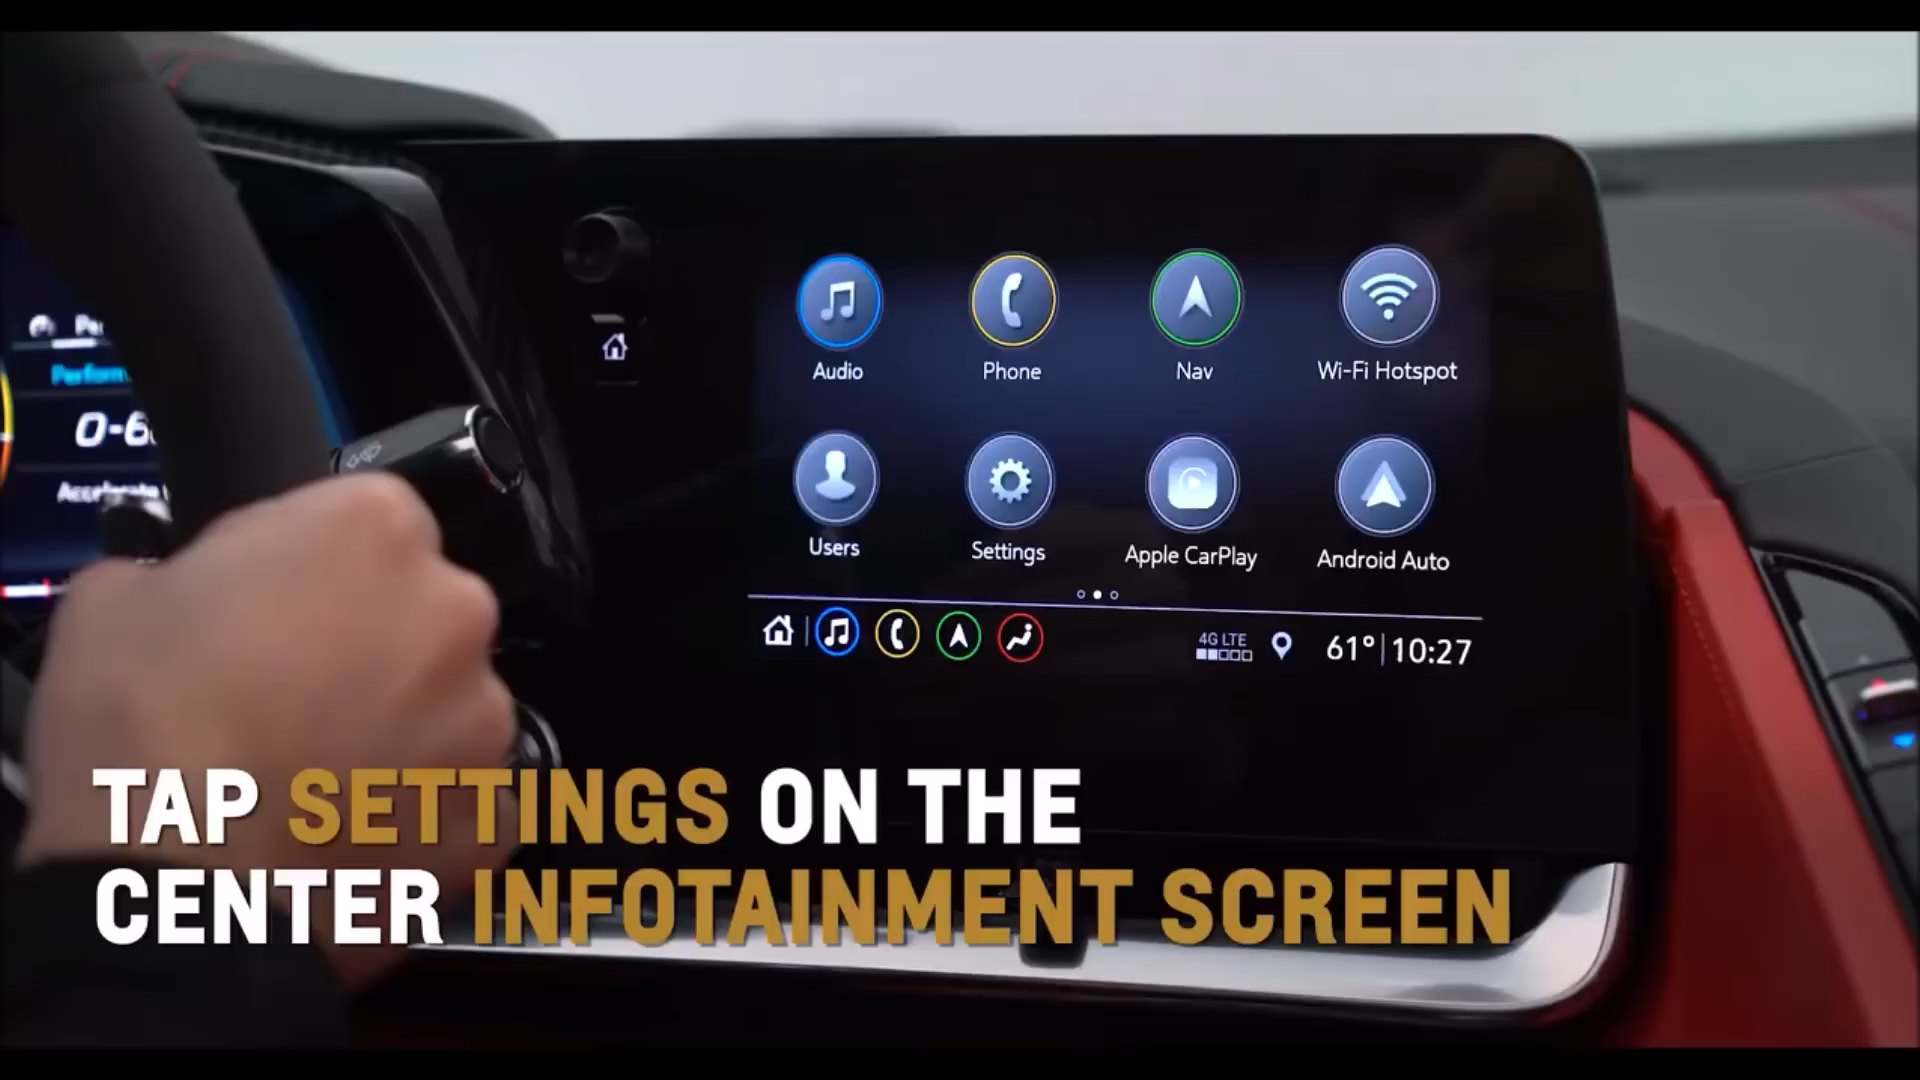 Audio
Phone
Nav
Wi-Fi Hotspot
Users
Settings
Apple CarPlay
Android Auto
4G LTE
61° 10:27
TAP SETTINGS ON THE
CENTER INFOTAINMENT SCREEN